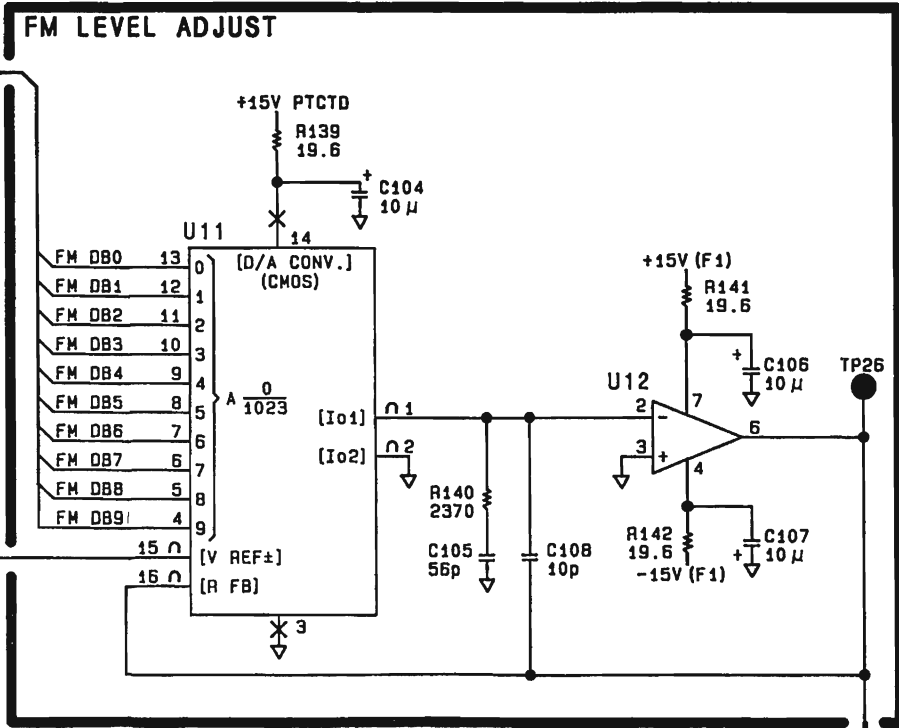 FM LEVEL ADJUST
+15V PTCTD
R139
19.6
+
C104
10 µ
U11
14
[D/A CONV.]
(CMOS)
FM DB0 13 0
FM DB1 12 1
FM DB2 11 2
FM DB3 10 3
FM DB4 9 4
FM DB5 8 5
FM DB6 7 6
FM DB7 6 7
FM DB8 5 8
FM DB9 4 9
A 0
1023
[Io1] ∩ 1
[Io2] ∩ 2
15 ∩ [V REF±]
16 ∩ [R FB]
3
R140
2370
C105
56p
C108
10p
+15V (F1)
R141
19.6
+
C106
10 µ
U12
2 -
3 +
7
6
4
TP26
R142
19.6
-15V (F1)
+
C107
10 µ